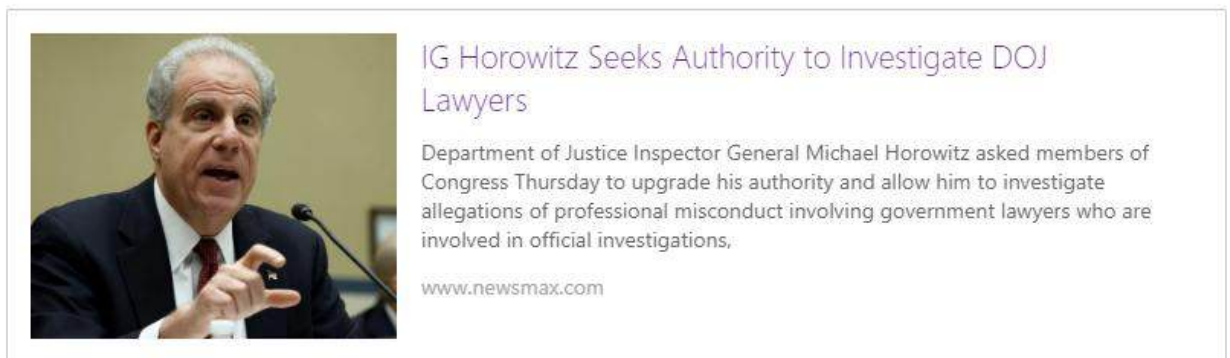 IG Horowitz Seeks Authority to Investigate DOJ
Lawyers
Department of Justice Inspector General Michael Horowitz asked members of
Congress Thursday to upgrade his authority and allow him to investigate
allegations of professional misconduct involving government lawyers who are
involved in official investigations,
www.newsmax.com